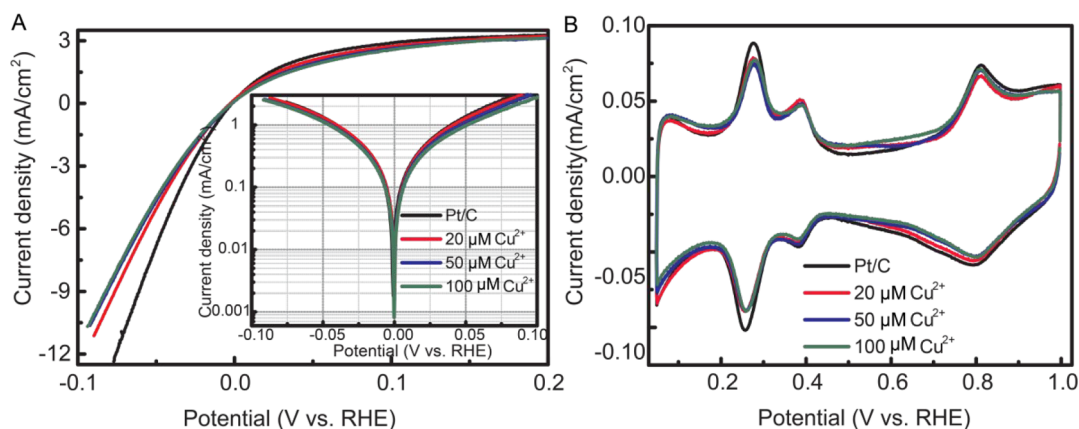 A
Current density (mA/cm²)
3
0
-3
-6
-9
-12
-0.1
0.0
0.1
0.2
Potential (V vs. RHE)
Current density (mA/cm²)
1
0.1
0.01
0.001
-0.10
-0.05
0.00
0.05
0.10
Potential (V vs. RHE)
Pt/C
20 µM Cu²⁺
50 µM Cu²⁺
100 µM Cu²⁺
B
Current density(mA/cm²)
0.10
0.05
0.00
-0.05
-0.10
0.2
0.4
0.6
0.8
1.0
Potential (V vs. RHE)
Pt/C
20 µM Cu²⁺
50 µM Cu²⁺
100 µM Cu²⁺